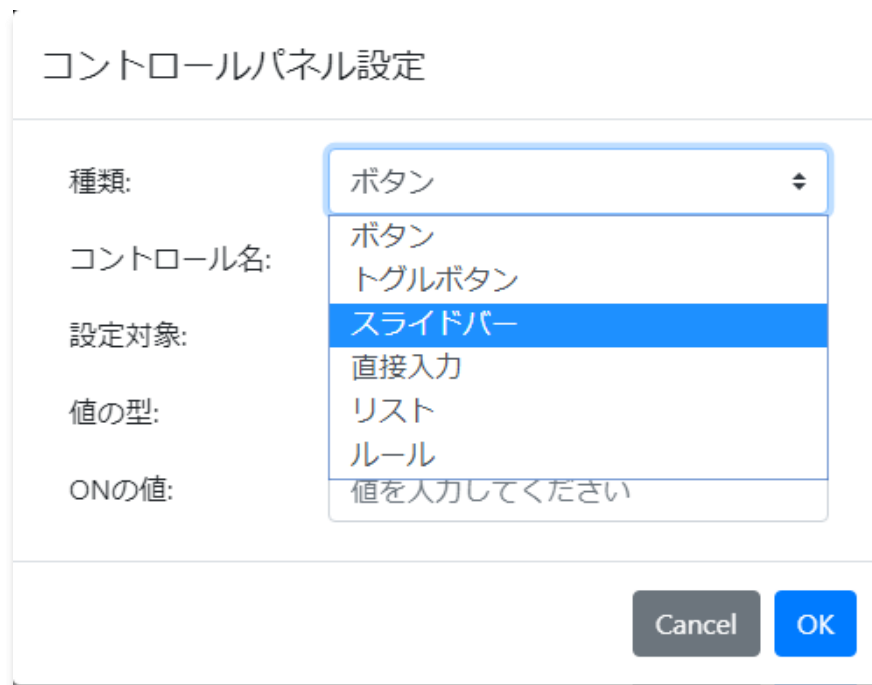 コントロールパネル設定
種類:
ボタン
ボタン
コントロール名:
トグルボタン
スライドバー
設定対象:
直接入力
値の型:
リスト
ルール
ONの値:
値を入力してください
Cancel
OK